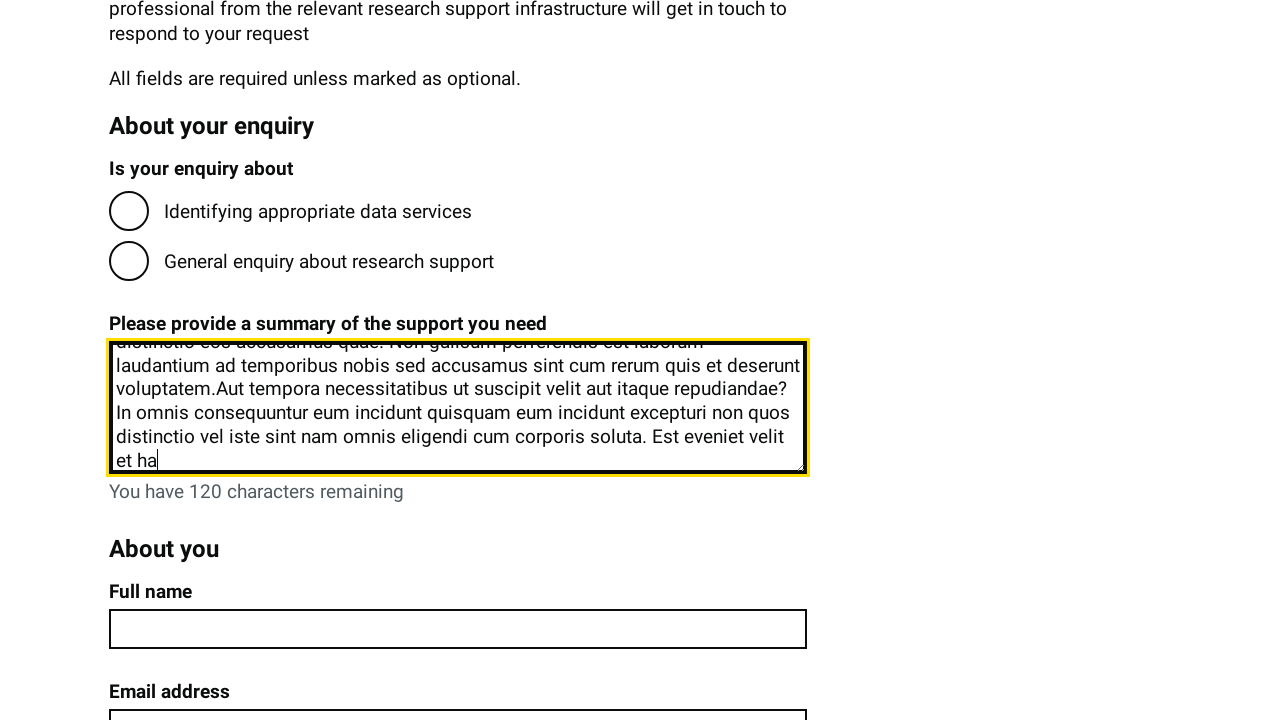 professional from the relevant research support infrastructure will get in touch to
respond to your request
All fields are required unless marked as optional.
About your enquiry
Is your enquiry about
Identifying appropriate data services
General enquiry about research support
Please provide a summary of the support you need
laudantium ad temporibus nobis sed accusamus sint cum rerum quis et deserunt
voluptatem.Aut tempora necessitatibus ut suscipit velit aut itaque repudiandae?
In omnis consequuntur eum incidunt quisquam eum incidunt excepturi non quos
distinctio vel iste sint nam omnis eligendi cum corporis soluta. Est eveniet velit
et ha
You have 120 characters remaining
About you
Full name
Email address